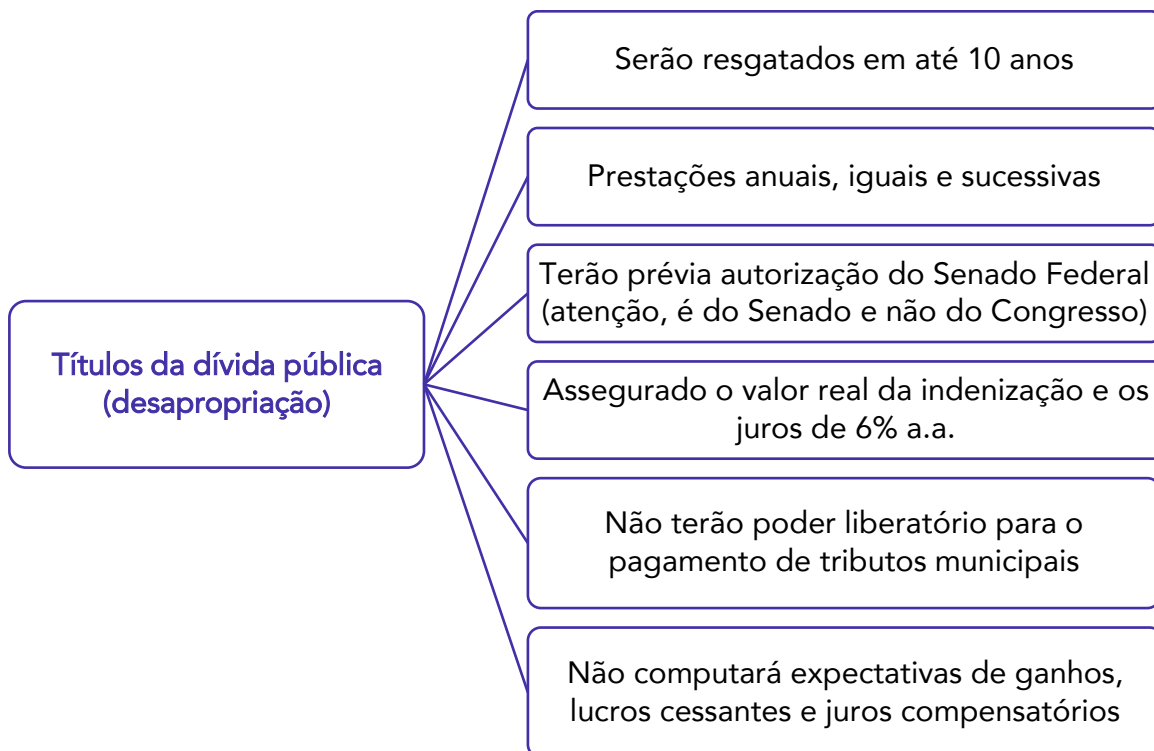 Títulos da dívida pública
(desapropriação)
Serão resgatados em até 10 anos
Prestações anuais, iguais e sucessivas
Terão prévia autorização do Senado Federal
(atenção, é do Senado e não do Congresso)
Assegurado o valor real da indenização e os
juros de 6% a.a.
Não terão poder liberatório para o
pagamento de tributos municipais
Não computará expectativas de ganhos,
lucros cessantes e juros compensatórios